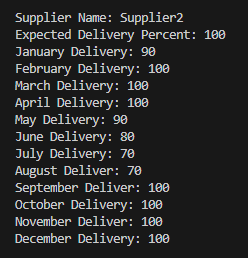 Supplier Name: Supplier2
Expected Delivery Percent: 100
January Delivery: 90
February Delivery: 100
March Delivery: 100
April Delivery: 100
May Delivery: 90
June Delivery: 80
July Delivery: 70
August Deliver: 70
September Deliver: 100
October Delivery: 100
November Deliver: 100
December Delivery: 100